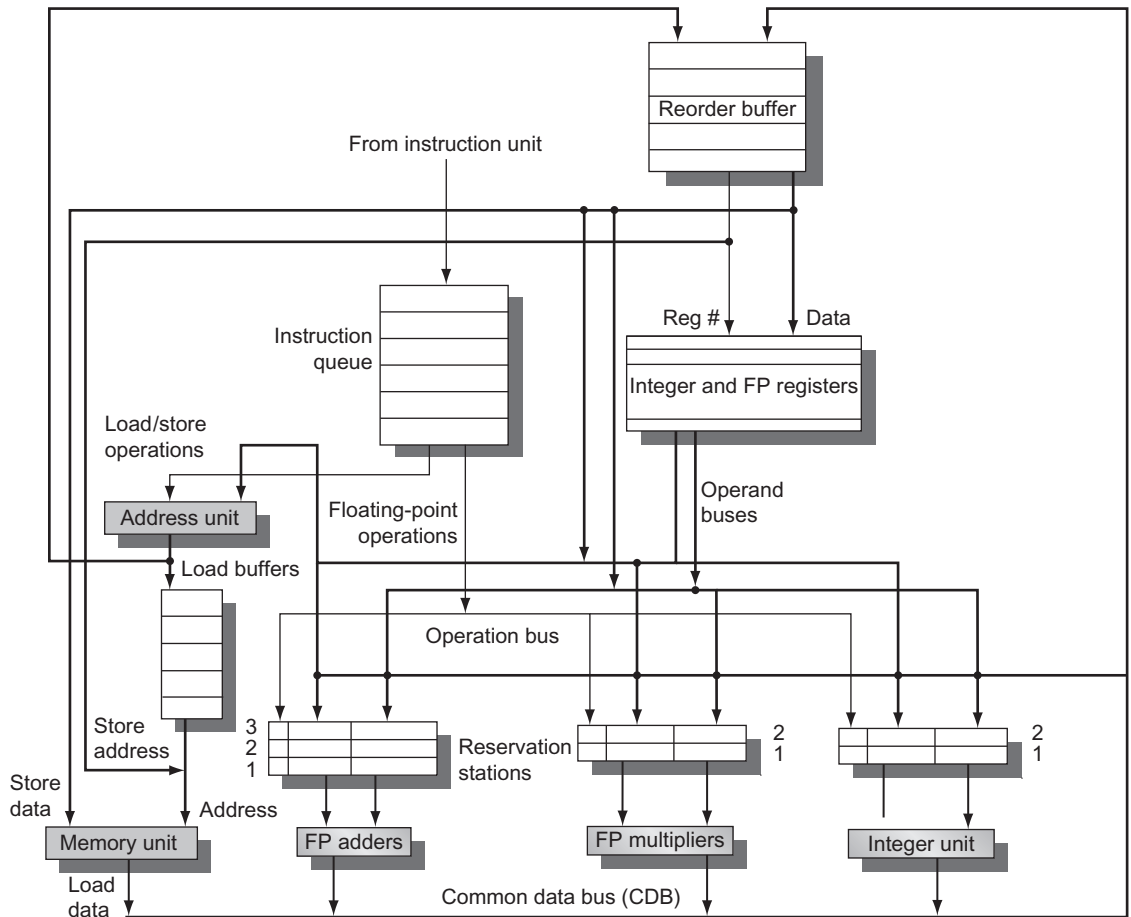 Reorder buffer
From instruction unit
Reg #
Data
Instruction
queue
Integer and FP registers
Load/store
operations
Operand
buses
Address unit
Floating-point
operations
Load buffers
Operation bus
Store
address
3
2
1
Reservation
stations
2
1
2
1
Store
data
Address
Memory unit
FP adders
FP multipliers
Integer unit
Load
data
Common data bus (CDB)